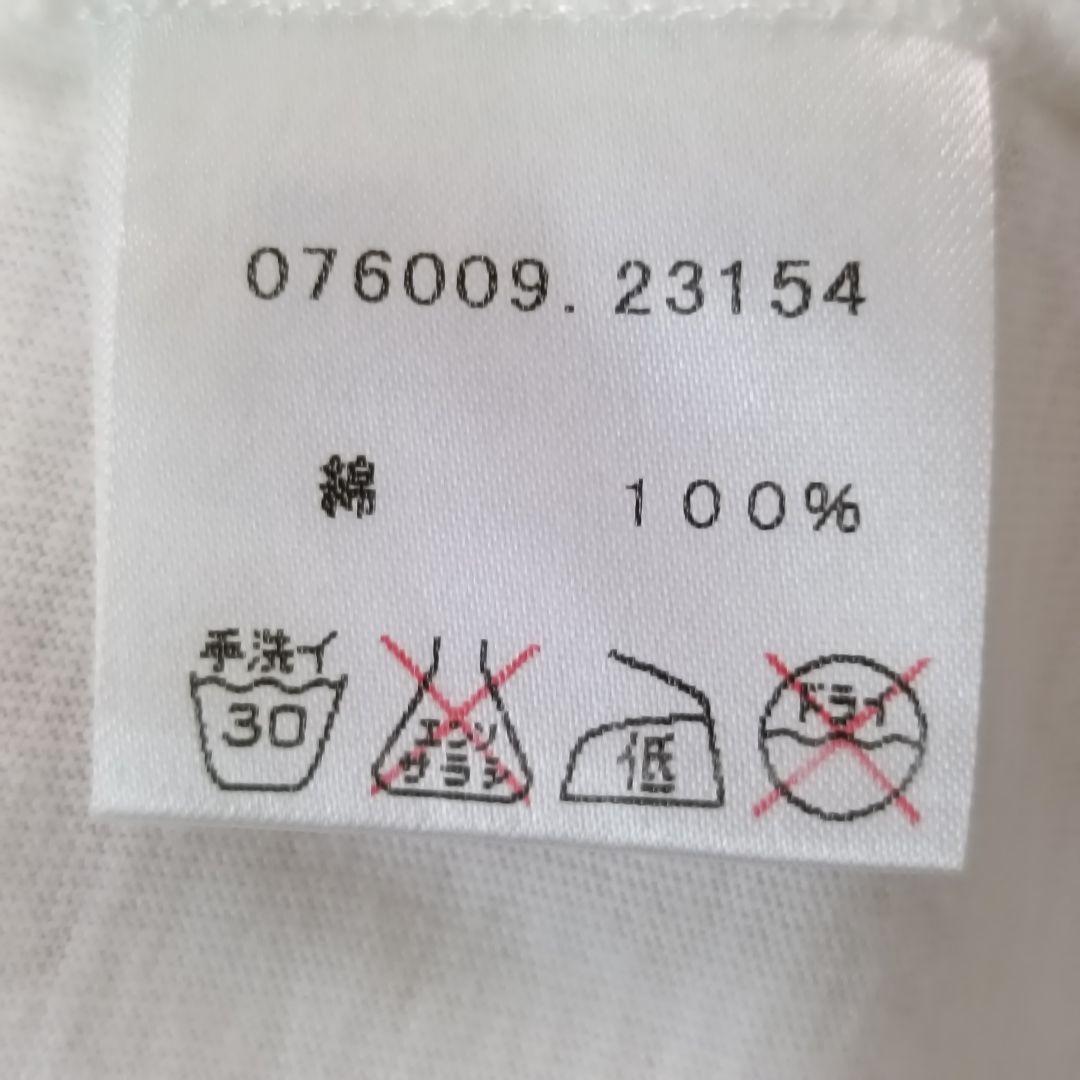 076009. 23154
綿 100%
手洗イ
30
エンソ
サラシ
低
ドライ